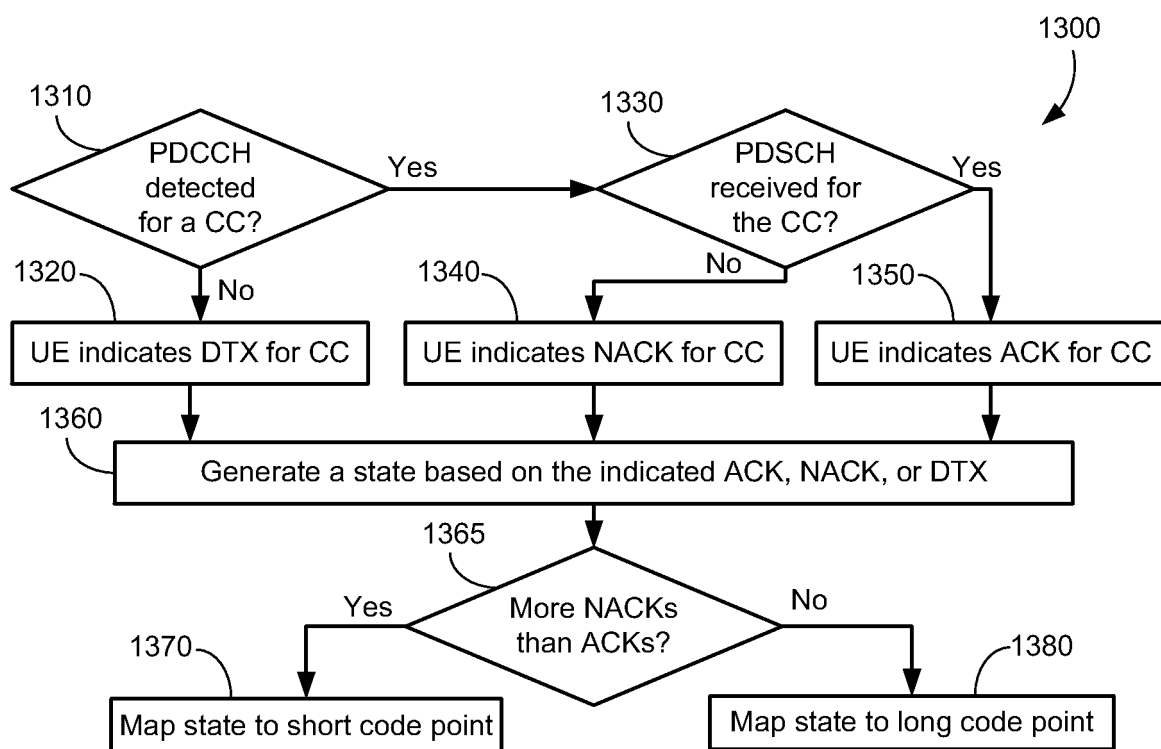 1300
1310
PDCCH
detected
for a CC?
Yes
1330
PDSCH
received for
the CC?
Yes
1320
No
1340
No
1350
UE indicates DTX for CC
UE indicates NACK for CC
UE indicates ACK for CC
1360
Generate a state based on the indicated ACK, NACK, or DTX
1365
Yes
More NACKs
than ACKs?
No
1370
1380
Map state to short code point
Map state to long code point